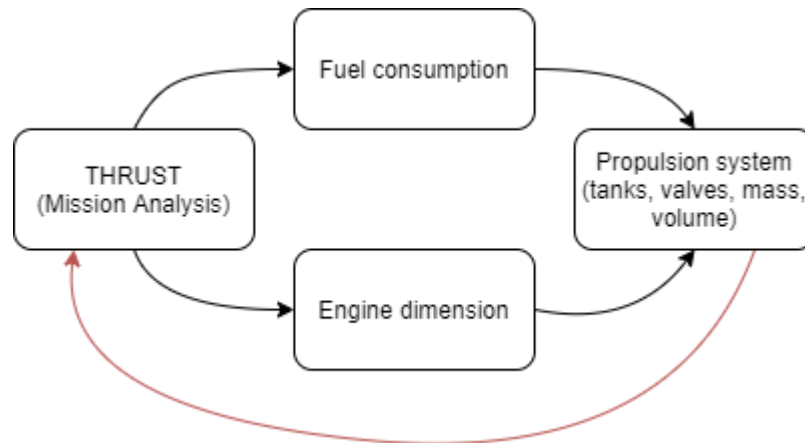 Fuel consumption
THRUST
(Mission Analysis)
Propulsion system
(tanks, valves, mass,
volume)
Engine dimension